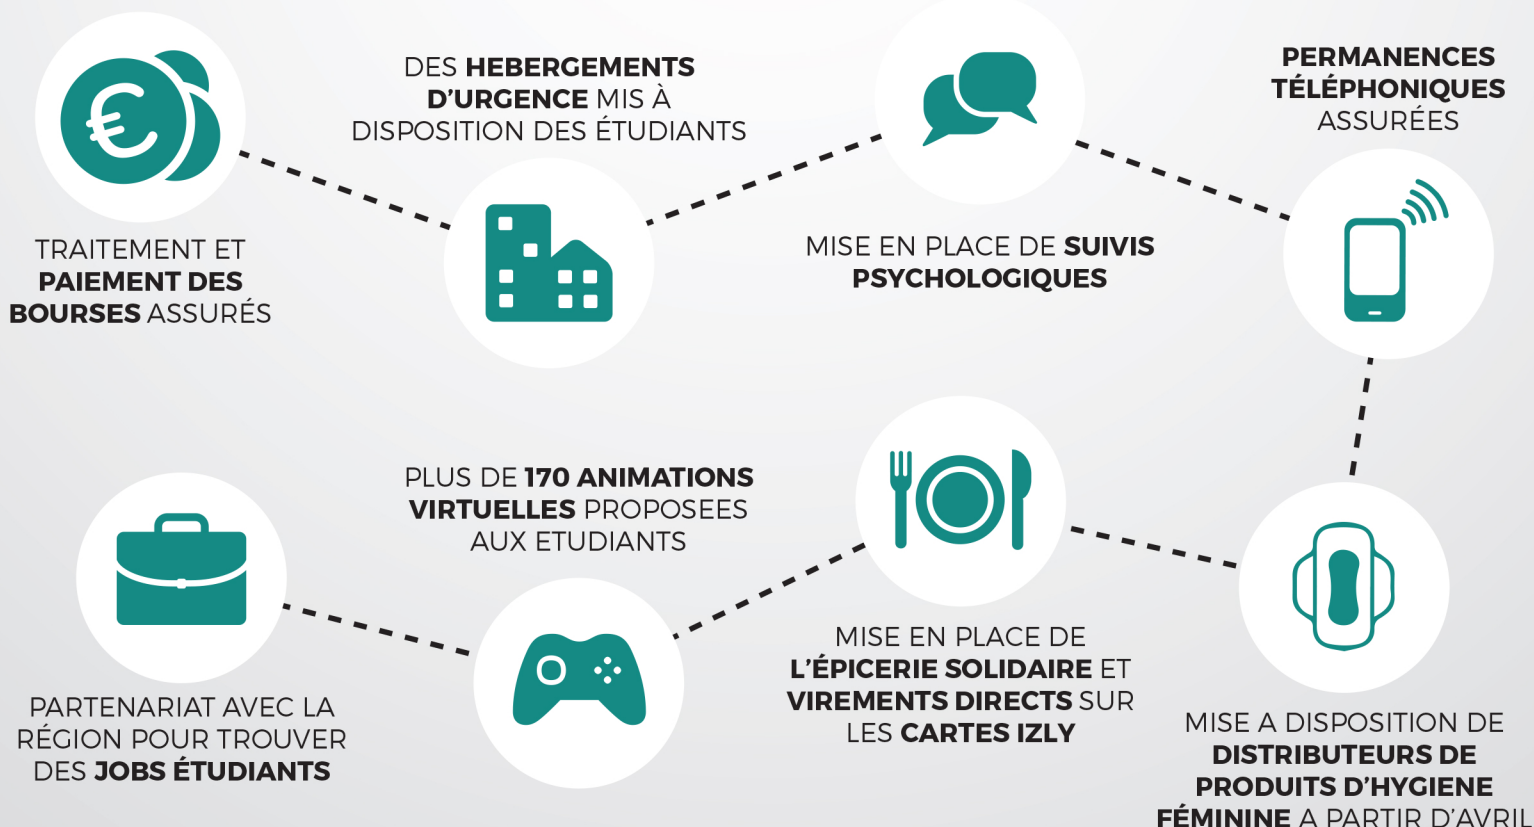 TRAITEMENT ET
PAIEMENT DES
BOURSES ASSURÉS
DES HEBERGEMENTS
D'URGENCE MIS À
DISPOSITION DES ÉTUDIANTS
MISE EN PLACE DE SUIVIS
PSYCHOLOGIQUES
PERMANENCES
TÉLÉPHONIQUES
ASSURÉES
PARTENARIAT AVEC LA
RÉGION POUR TROUVER
DES JOBS ÉTUDIANTS
PLUS DE 170 ANIMATIONS
VIRTUELLES PROPOSEES
AUX ETUDIANTS
MISE EN PLACE DE
L'ÉPICERIE SOLIDAIRE ET
VIREMENTS DIRECTS SUR
LES CARTES IZLY
MISE A DISPOSITION DE
DISTRIBUTEURS DE
PRODUITS D'HYGIENE
FÉMININE A PARTIR D'AVRIL